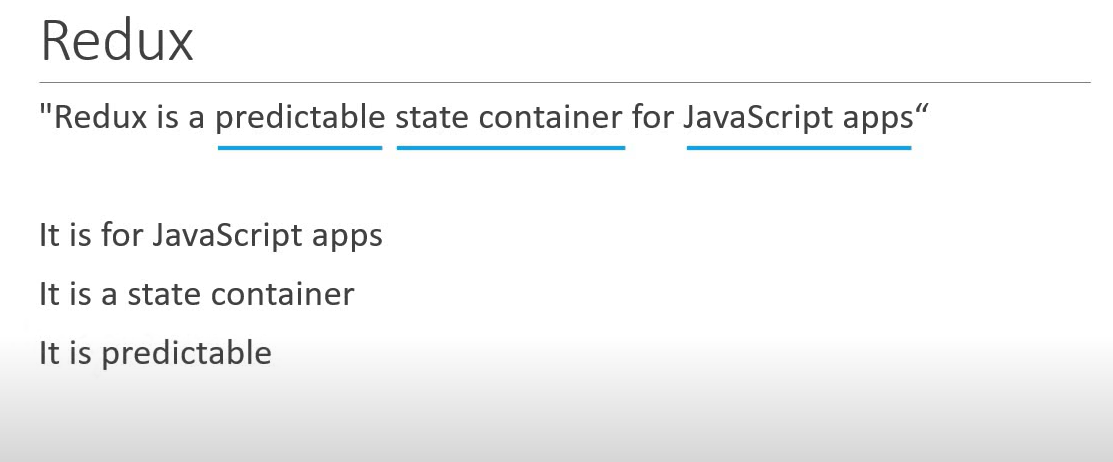 Redux
"Redux is a predictable state container for JavaScript apps“
It is for JavaScript apps
It is a state container
It is predictable